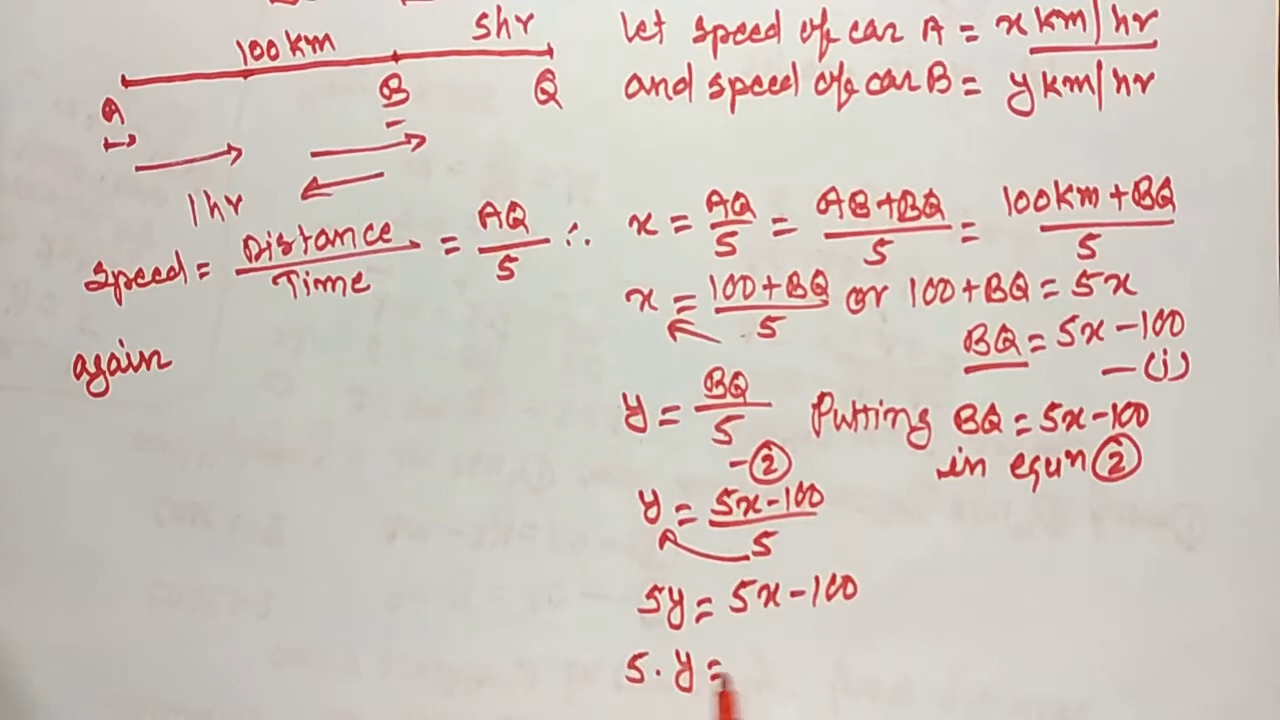 100km 5hr
A B Q
1hr
Speed = Distance/Time = AQ/5 ∴
again
let speed of car A = x km/hr
and speed of car B = y km/hr
x = AQ/5 = AB+BQ/5 = 100km+BQ/5
x = 100+BQ/5 or 100+BQ = 5x
BQ = 5x-100
-(i)
y = BQ/5 Putting BQ = 5x-100
-② in equn ②
y = 5x-100/5
5y = 5x-100
5.y =